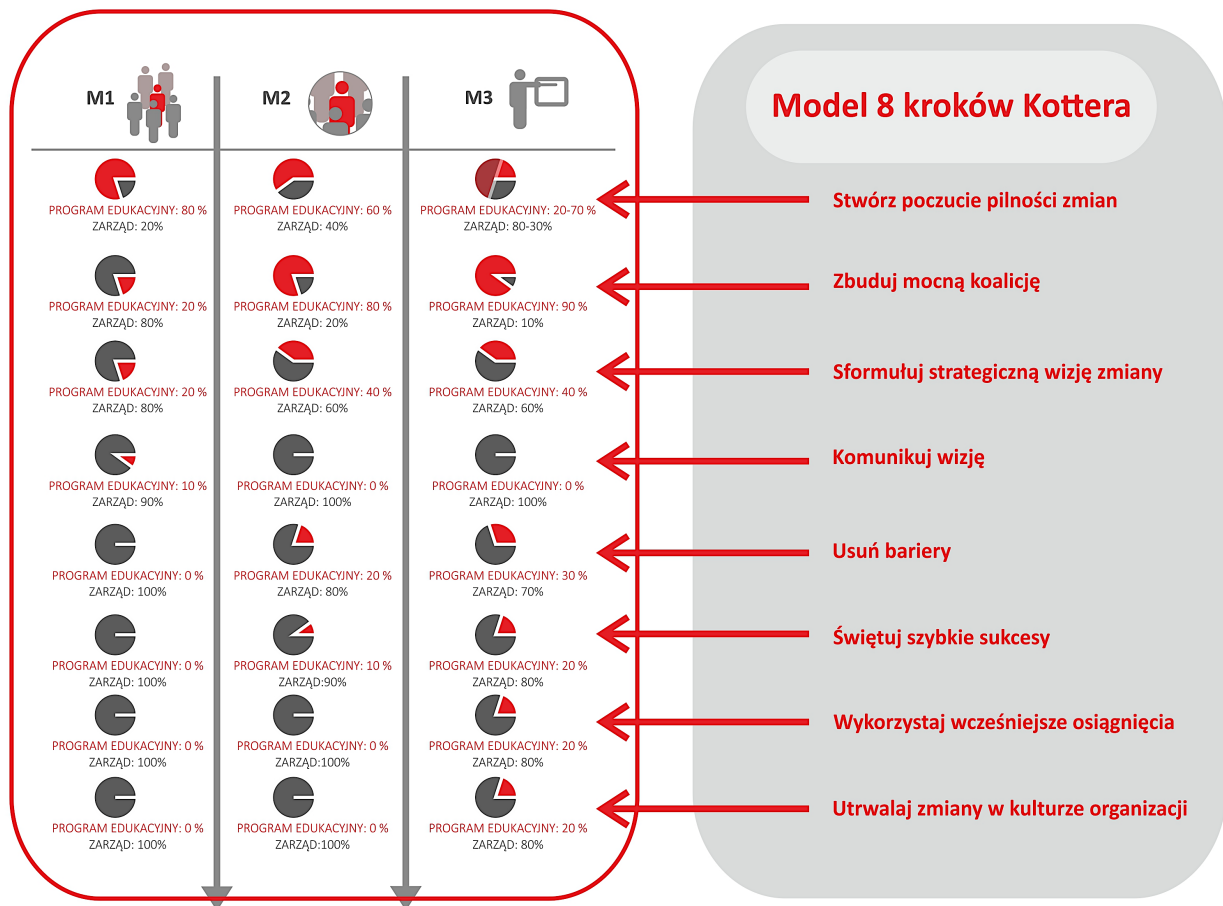 M1
M2
M3
Model 8 kroków Kottera
PROGRAM EDUKACYJNY: 80 %
ZARZĄD: 20%
PROGRAM EDUKACYJNY: 60 %
ZARZĄD: 40%
PROGRAM EDUKACYJNY: 20-70 %
ZARZĄD: 80-30%
Stwórz poczucie pilności zmian
PROGRAM EDUKACYJNY: 20 %
ZARZĄD: 80%
PROGRAM EDUKACYJNY: 80 %
ZARZĄD: 20%
PROGRAM EDUKACYJNY: 90 %
ZARZĄD: 10%
Zbuduj mocną koalicję
PROGRAM EDUKACYJNY: 20 %
ZARZĄD: 80%
PROGRAM EDUKACYJNY: 40 %
ZARZĄD: 60%
PROGRAM EDUKACYJNY: 40 %
ZARZĄD: 60%
Sformułuj strategiczną wizję zmiany
PROGRAM EDUKACYJNY: 10 %
ZARZĄD: 90%
PROGRAM EDUKACYJNY: 0 %
ZARZĄD: 100%
PROGRAM EDUKACYJNY: 0 %
ZARZĄD: 100%
Komunikuj wizję
PROGRAM EDUKACYJNY: 0 %
ZARZĄD: 100%
PROGRAM EDUKACYJNY: 20 %
ZARZĄD: 80%
PROGRAM EDUKACYJNY: 30 %
ZARZĄD: 70%
Usuń bariery
PROGRAM EDUKACYJNY: 0 %
ZARZĄD: 100%
PROGRAM EDUKACYJNY: 10 %
ZARZĄD:90%
PROGRAM EDUKACYJNY: 20 %
ZARZĄD: 80%
Świętuj szybkie sukcesy
PROGRAM EDUKACYJNY: 0 %
ZARZĄD: 100%
PROGRAM EDUKACYJNY: 0 %
ZARZĄD:100%
PROGRAM EDUKACYJNY: 20 %
ZARZĄD: 80%
Wykorzystaj wcześniejsze osiągnięcia
PROGRAM EDUKACYJNY: 0 %
ZARZĄD: 100%
PROGRAM EDUKACYJNY: 0 %
ZARZĄD:100%
PROGRAM EDUKACYJNY: 20 %
ZARZĄD: 80%
Utrwalaj zmiany w kulturze organizacji